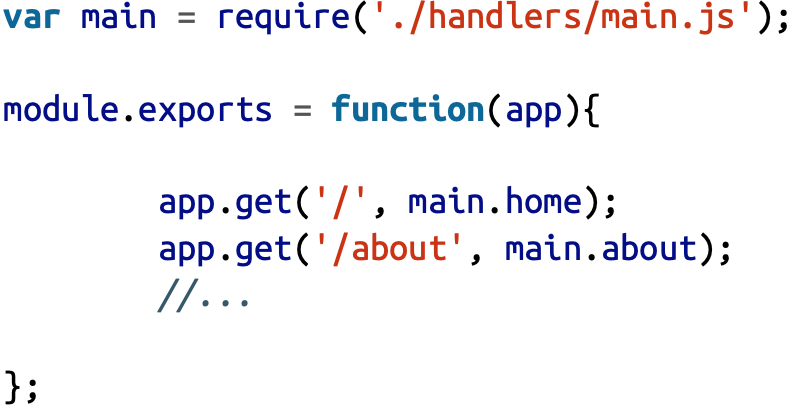 var main = require('./handlers/main.js');
module.exports = function(app){
app.get('/', main.home);
app.get('/about', main.about);
//...
};